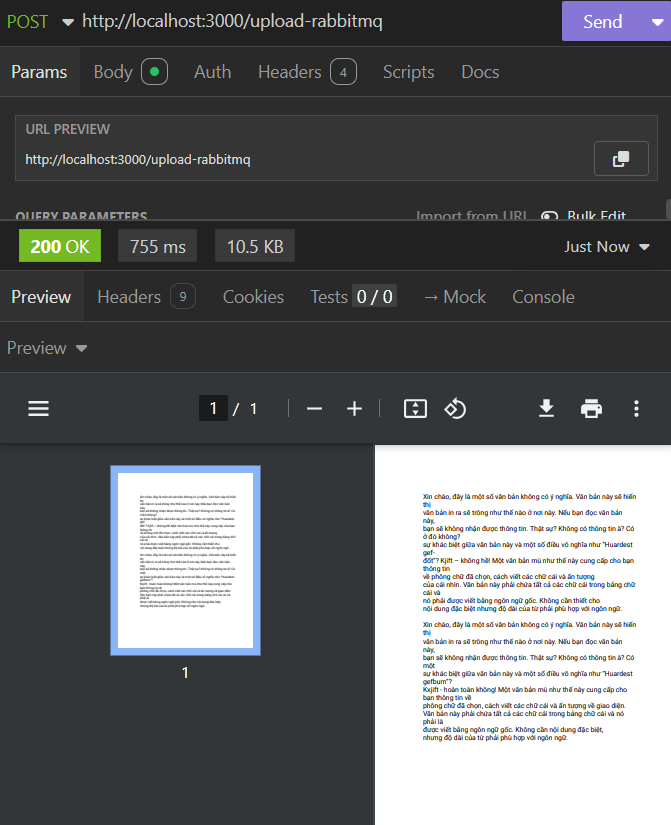 POST http://localhost:3000/upload-rabbitmq Send
Params Body Auth Headers 4 Scripts Docs
URL PREVIEW
http://localhost:3000/upload-rabbitmq
QUERY PARAMETERS Import from URL Bulk Edit
200 OK 755 ms 10.5 KB Just Now
Preview Headers 9 Cookies Tests 0 / 0 → Mock Console
Preview
1 / 1
1
Xin chào, đây là một số văn bản không có ý nghĩa. Văn bản này sẽ hiển
thị
văn bản in ra sẽ trông như thế nào ở nơi này. Nếu bạn đọc văn bản
này,
bạn sẽ không nhận được thông tin. Thật sự? Không có thông tin à? Có
ở đó không?
sự khác biệt giữa văn bản này và một số điều vô nghĩa như "Huardest
gef-
đốt"? Kjift – không hề! Một văn bản mù như thế này cung cấp cho bạn
thông tin
về phông chữ đã chọn, cách viết các chữ cái và ấn tượng
của cái nhìn. Văn bản này phải chứa tất cả các chữ cái trong bảng chữ
cái và
nó phải được viết bằng ngôn ngữ gốc. Không cần thiết cho
nội dung đặc biệt nhưng độ dài của từ phải phù hợp với ngôn ngữ.
Xin chào, đây là một số văn bản không có ý nghĩa. Văn bản này sẽ hiển
thị
văn bản in ra sẽ trông như thế nào ở nơi này. Nếu bạn đọc văn bản
này,
bạn sẽ không nhận được thông tin. Thật sự? Không có thông tin à? Có
một
sự khác biệt giữa văn bản này và một số điều vô nghĩa như "Huardest
gefburn"?
Kxjift - hoàn toàn không! Một văn bản mù như thế này cung cấp cho
bạn thông tin về
phông chữ đã chọn, cách viết các chữ cái và ấn tượng về giao diện.
Văn bản này phải chứa tất cả các chữ cái trong bảng chữ cái và nó
phải là
được viết bằng ngôn ngữ gốc. Không cần nội dung đặc biệt,
nhưng độ dài của từ phải phù hợp với ngôn ngữ.